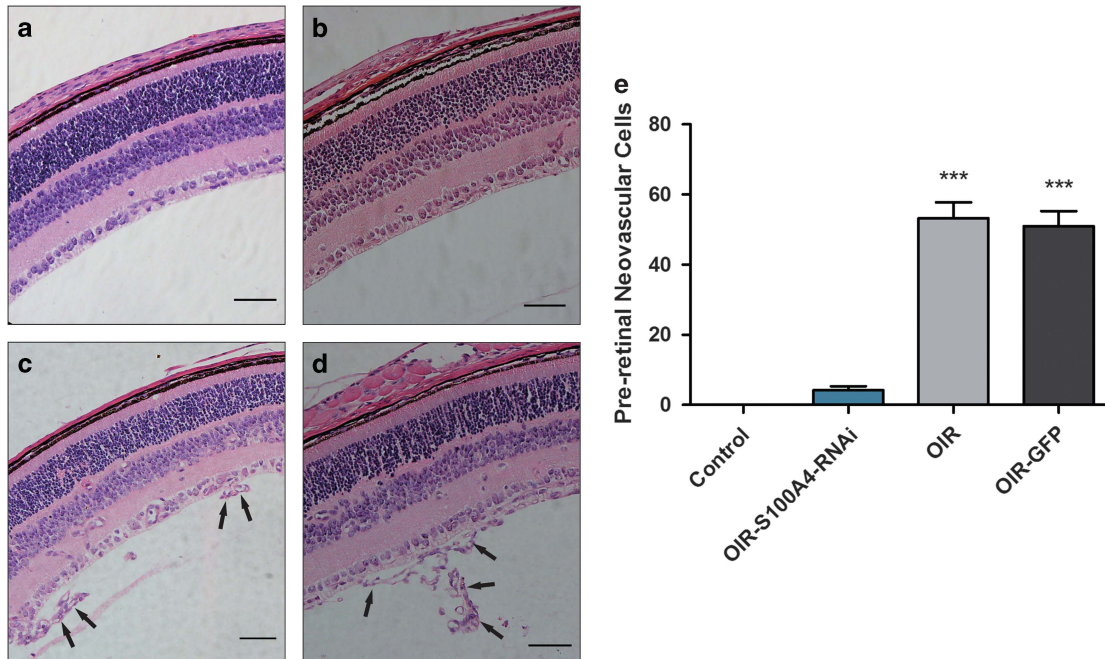 a
b
c
d
e
Pre-retinal Neovascular Cells
80
60
40
20
0
***
***
Control
OIR-S100A4-RNAi
OIR
OIR-GFP